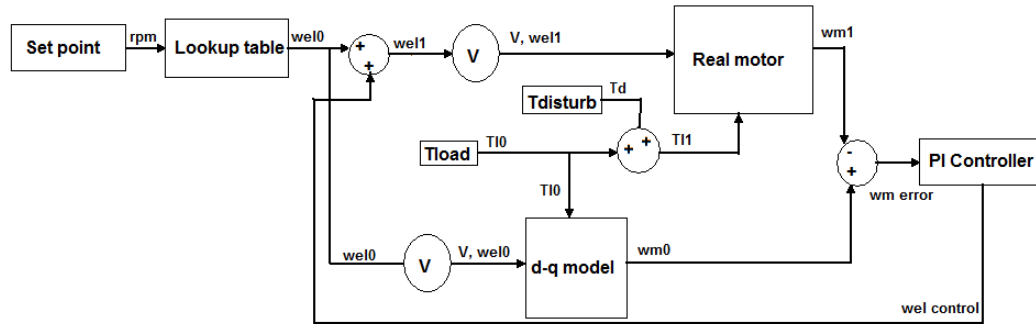 Set point
rpm
Lookup table
wel0
+
+
wel1
V
V, wel1
Real motor
wm1
Tdisturb
Td
Tload
Tl0
+ +
Tl1
-
+
PI Controller
wm error
Tl0
wel0
V
V, wel0
d-q model
wm0
wel control